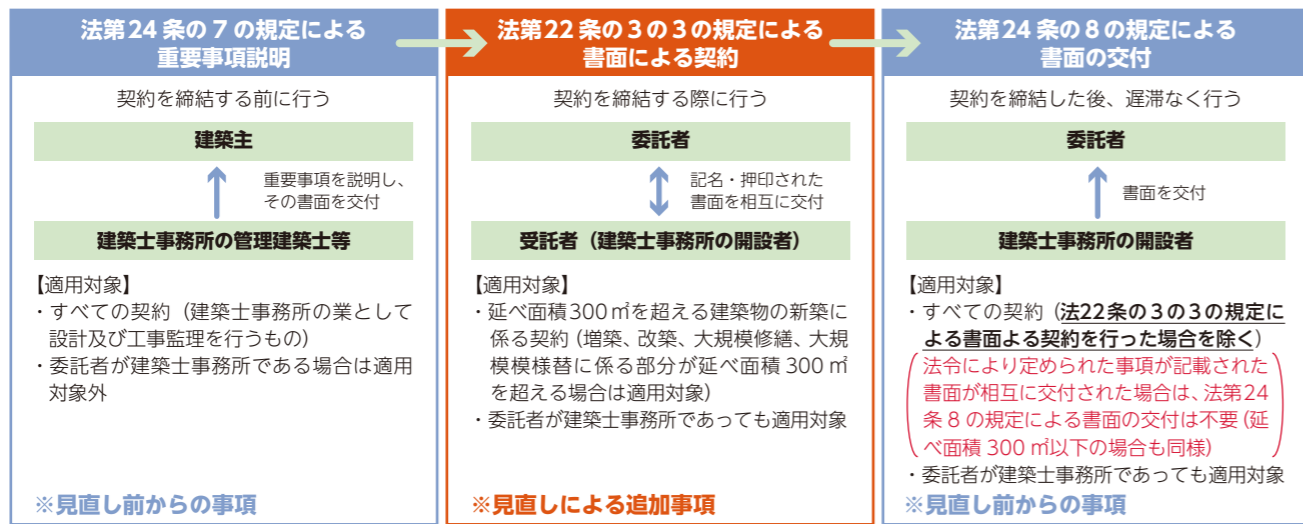 法第24条の7の規定による
重要事項説明
契約を締結する前に行う
建築主
重要事項を説明し、
その書面を交付
建築士事務所の管理建築士等
【適用対象】
・すべての契約（建築士事務所の業として
設計及び工事監理を行うもの）
・委託者が建築士事務所である場合は適用
対象外
※見直し前からの事項
法第22条の3の3の規定による
書面による契約
契約を締結する際に行う
委託者
記名・押印された
書面を相互に交付
受託者（建築士事務所の開設者）
【適用対象】
・延べ面積300㎡を超える建築物の新築に
係る契約（増築、改築、大規模修繕、大規
模模様替に係る部分が延べ面積300㎡
を超える場合は適用対象）
・委託者が建築士事務所であっても適用対象
※見直しによる追加事項
法第24条の8の規定による
書面の交付
契約を締結した後、遅滞なく行う
委託者
書面を交付
建築士事務所の開設者
【適用対象】
・すべての契約（法22条の3の3の規定に
よる書面よる契約を行った場合を除く）
（法令により定められた事項が記載された
書面が相互に交付された場合は、法第24
条8の規定による書面の交付は不要（延
べ面積300㎡以下の場合も同様））
・委託者が建築士事務所であっても適用対象
※見直し前からの事項